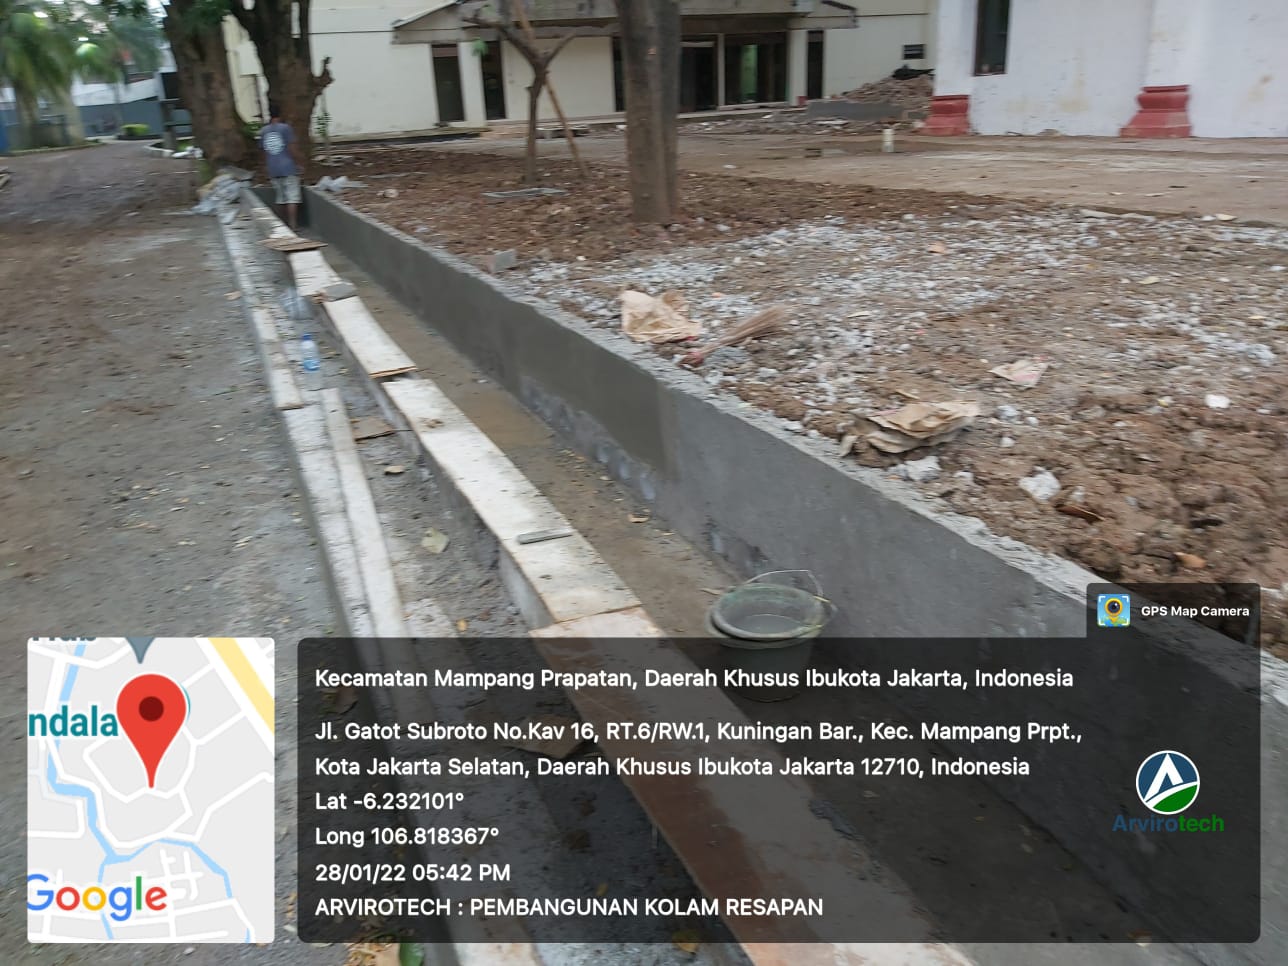 GPS Map Camera
Kecamatan Mampang Prapatan, Daerah Khusus Ibukota Jakarta, Indonesia
Jl. Gatot Subroto No.Kav 16, RT.6/RW.1, Kuningan Bar., Kec. Mampang Prpt.,
Kota Jakarta Selatan, Daerah Khusus Ibukota Jakarta 12710, Indonesia
Lat -6.232101°
Long 106.818367°
28/01/22 05:42 PM
ARVIROTECH : PEMBANGUNAN KOLAM RESAPAN
Arvirotech
ndala
Google